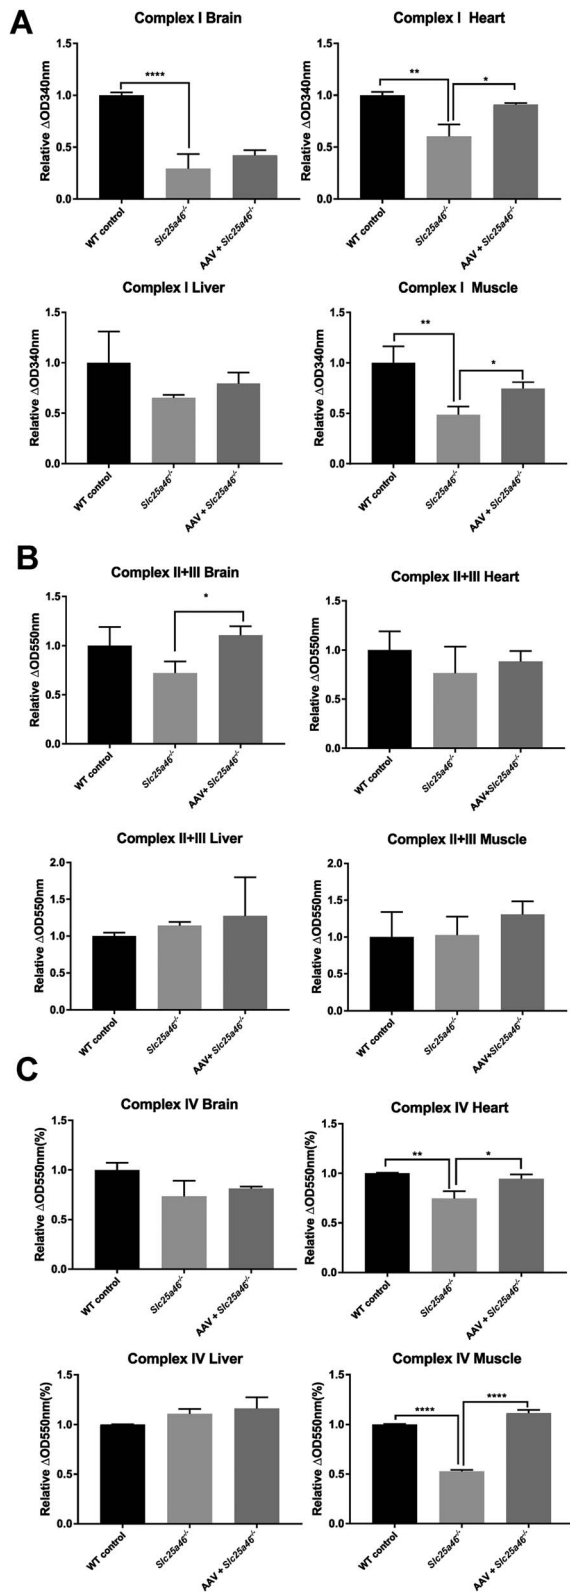 A
Complex I Brain
Relative ΔOD340nm
1.5
1.0
0.5
0.0
****
WT control
Slc25a46-/-
AAV + Slc25a46-/-
Complex I Heart
Relative ΔOD340nm
1.5
1.0
0.5
0.0
**
*
WT control
Slc25a46-/-
AAV + Slc25a46-/-
Complex I Liver
Relative ΔOD340nm
1.5
1.0
0.5
0.0
WT control
Slc25a46-/-
AAV + Slc25a46-/-
Complex I Muscle
Relative ΔOD340nm
1.5
1.0
0.5
0.0
**
*
WT control
Slc25a46-/-
AAV + Slc25a46-/-
B
Complex II+III Brain
Relative ΔOD550nm
1.5
1.0
0.5
0.0
*
WT control
Slc25a46-/-
AAV+ Slc25a46-/-
Complex II+III Heart
Relative ΔOD550nm
1.5
1.0
0.5
0.0
WT control
Slc25a46-/-
AAV+Slc25a46-/-
Complex II+III Liver
Relative ΔOD550nm
2.0
1.5
1.0
0.5
0.0
WT control
Slc25a46-/-
AAV+ Slc25a46-/-
Complex II+III Muscle
Relative ΔOD550nm
2.0
1.5
1.0
0.5
0.0
WT control
Slc25a46-/-
AAV+Slc25a46-/-
C
Complex IV Brain
Relative ΔOD550nm(%)
1.5
1.0
0.5
0.0
WT control
Slc25a46-/-
AAV + Slc25a46-/-
Complex IV Heart
Relative ΔOD550nm(%)
1.5
1.0
0.5
0.0
**
*
WT control
Slc25a46-/-
AAV + Slc25a46-/-
Complex IV Liver
Relative ΔOD550nm(%)
1.5
1.0
0.5
0.0
WT control
Slc25a46-/-
AAV + Slc25a46-/-
Complex IV Muscle
Relative ΔOD550nm(%)
1.5
1.0
0.5
0.0
****
****
WT control
Slc25a46-/-
AAV + Slc25a46-/-